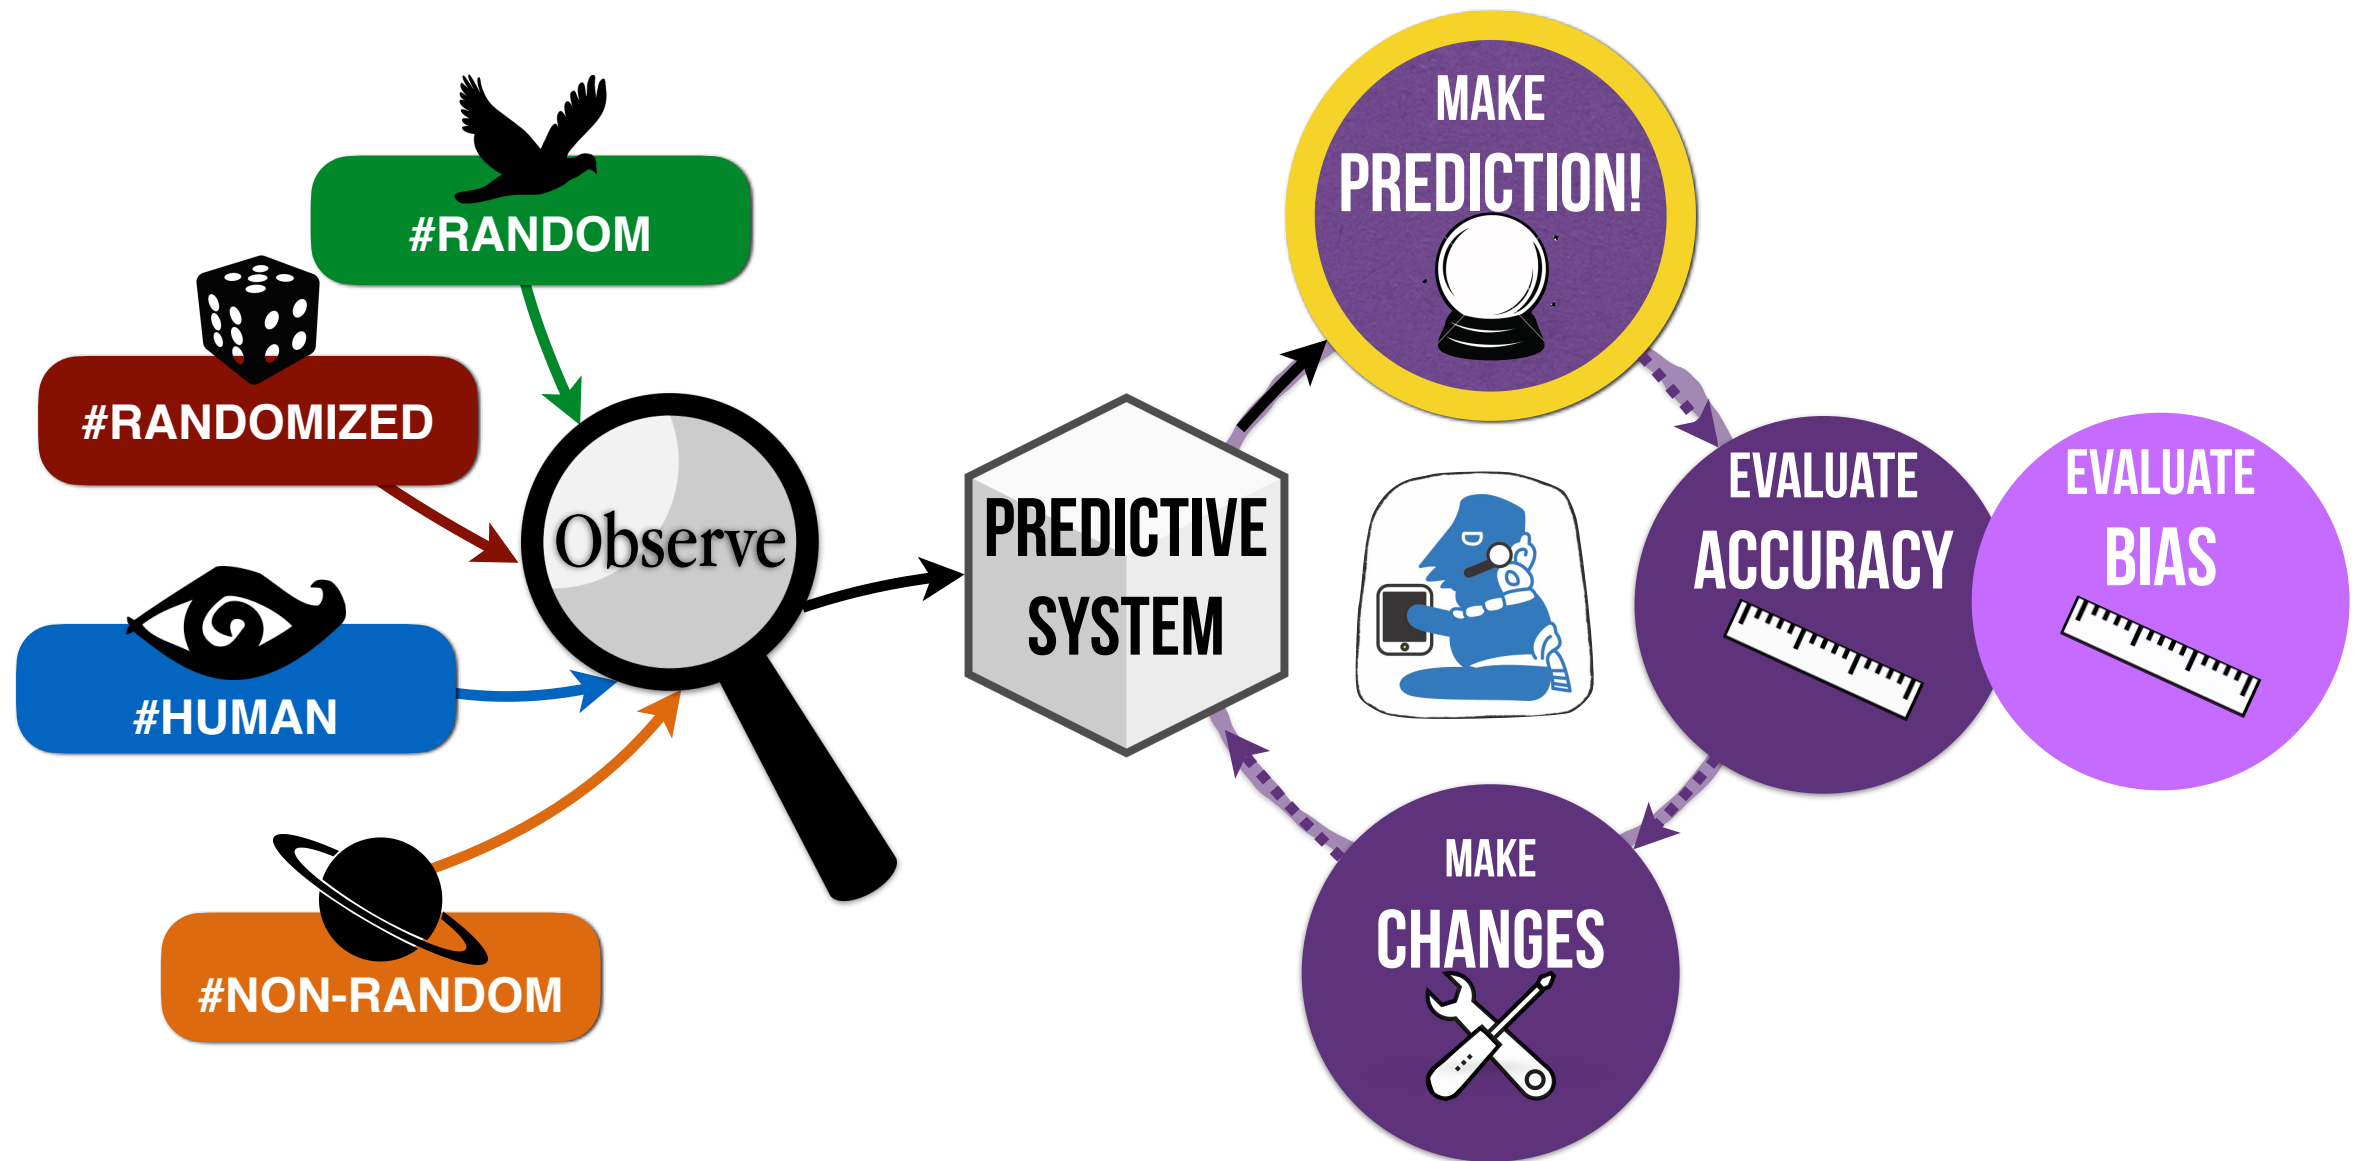 #RANDOM
#RANDOMIZED
#HUMAN
#NON-RANDOM
Observe
PREDICTIVE
SYSTEM
MAKE
PREDICTION!
EVALUATE
ACCURACY
EVALUATE
BIAS
MAKE
CHANGES